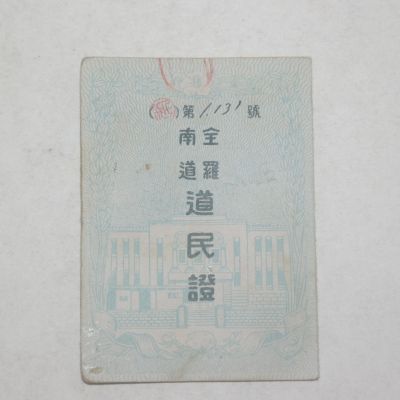 ( )第1,131號
全羅
南道
道民證